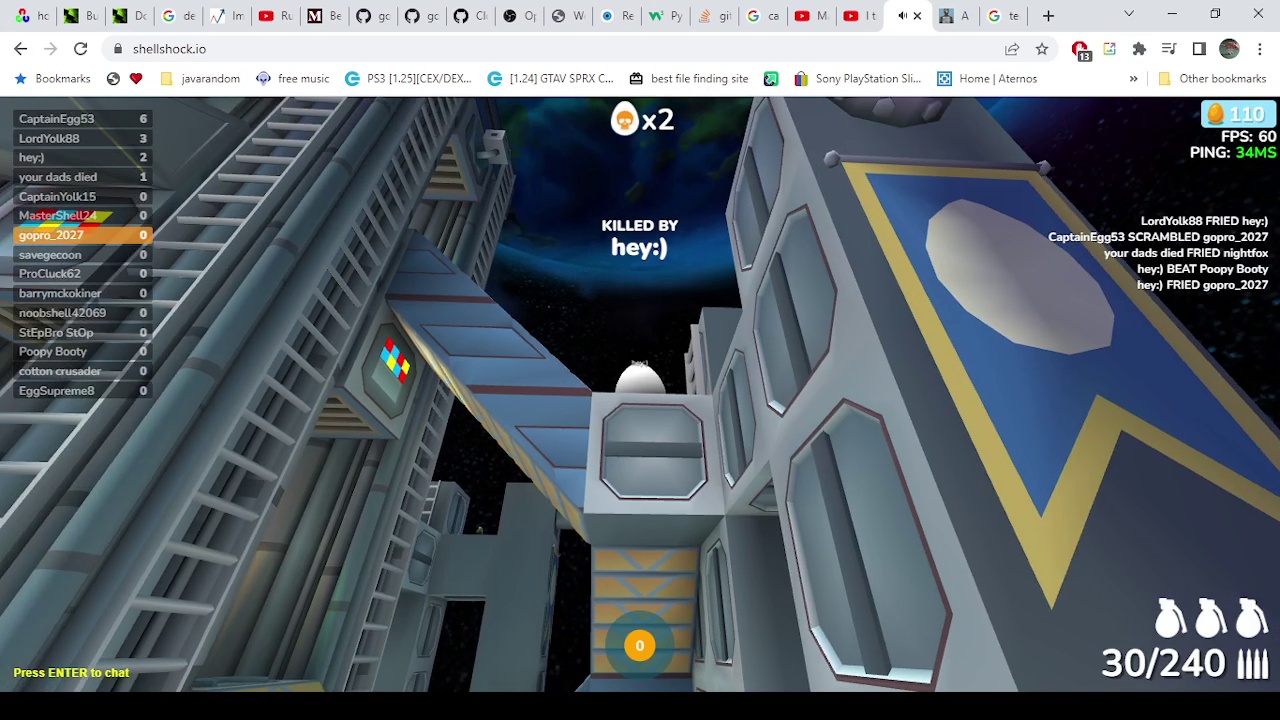 hc
Bu
Dc
de
Im
Ru
Be
gc
gc
Cli
Op
W
Re
Py
git
ca
M
I t
A
te
shellshock.io
13
Bookmarks
javarandom
free music
PS3 [1.25][CEX/DEX...
[1.24] GTAV SPRX C...
best file finding site
Sony PlayStation Sli...
Home | Aternos
»
Other bookmarks
CaptainEgg53 6
LordYolk88 3
hey:) 2
your dads died 1
CaptainYolk15 0
MasterShell24 0
gopro_2027 0
savegecoon 0
ProCluck62 0
barrymckokiner 0
noobshell42069 0
StEpBro StOp 0
Poopy Booty 0
cotton crusader 0
EggSupreme8 0
x2
KILLED BY
hey:)
110
FPS: 60
PING: 34MS
LordYolk88 FRIED hey:)
CaptainEgg53 SCRAMBLED gopro_2027
your dads died FRIED nightfox
hey:) BEAT Poopy Booty
hey:) FRIED gopro_2027
0
30/240
Press ENTER to chat